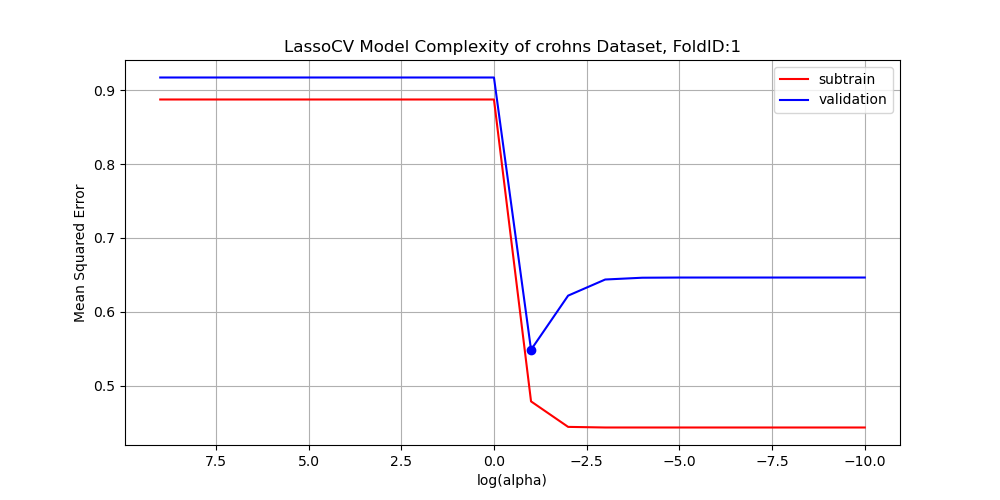 LassoCV Model Complexity of crohns Dataset, FoldID:1
subtrain
validation
Mean Squared Error
0.9
0.8
0.7
0.6
0.5
7.5
5.0
2.5
0.0
−2.5
−5.0
−7.5
−10.0
log(alpha)